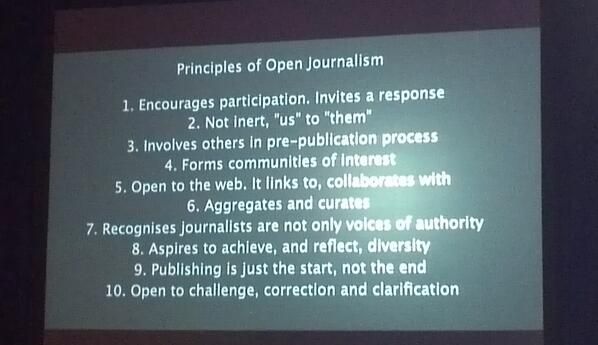 Principles of Open Journalism
1. Encourages participation. Invites a response
2. Not inert, "us" to "them"
3. Involves others in pre-publication process
4. Forms communities of interest
5. Open to the web. It links to, collaborates with
6. Aggregates and curates
7. Recognises journalists are not only voices of authority
8. Aspires to achieve, and reflect, diversity
9. Publishing is just the start, not the end
10. Open to challenge, correction and clarification